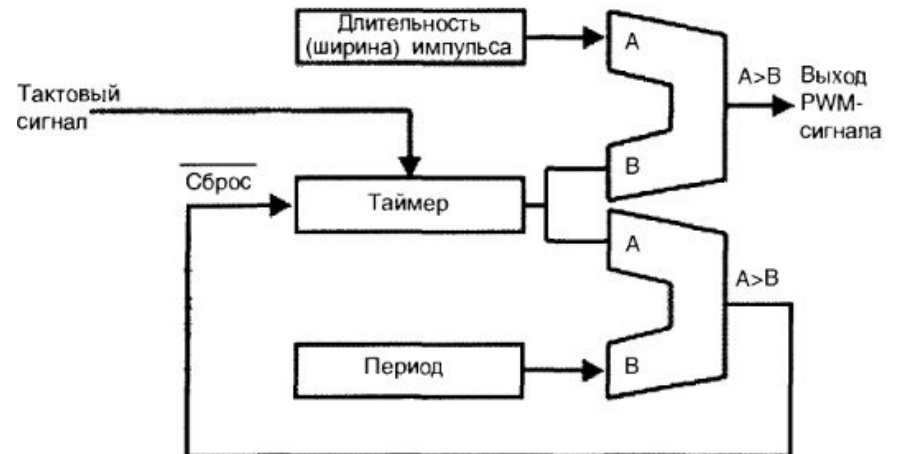 Длительность
(ширина) импульса
A
A>B
Выход
PWM-
сигнала
Тактовый
сигнал
B
Сброс
Таймер
A
A>B
Период
B